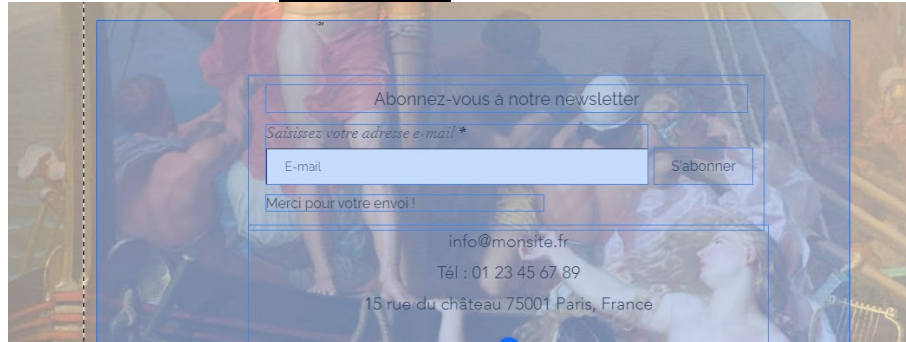 Abonnez-vous à notre newsletter
Saisissez votre adresse e-mail *
E-mail
S'abonner
Merci pour votre envoi !
info@monsite.fr
Tél : 01 23 45 67 89
15 rue du château 75001 Paris, France